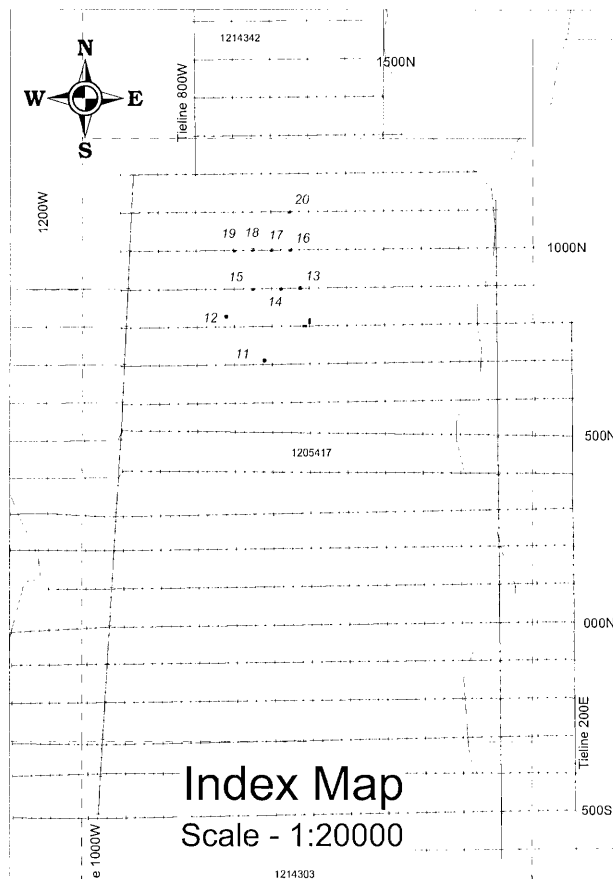 1214342
1500N
N
W E
S
Tieline 800W
1200W
20
19 18 17 16
1000N
15 13
14
12
11
500N
1205417
000N
Tieline 200E
Index Map
500S
Scale - 1:20000
e 1000W
1214303